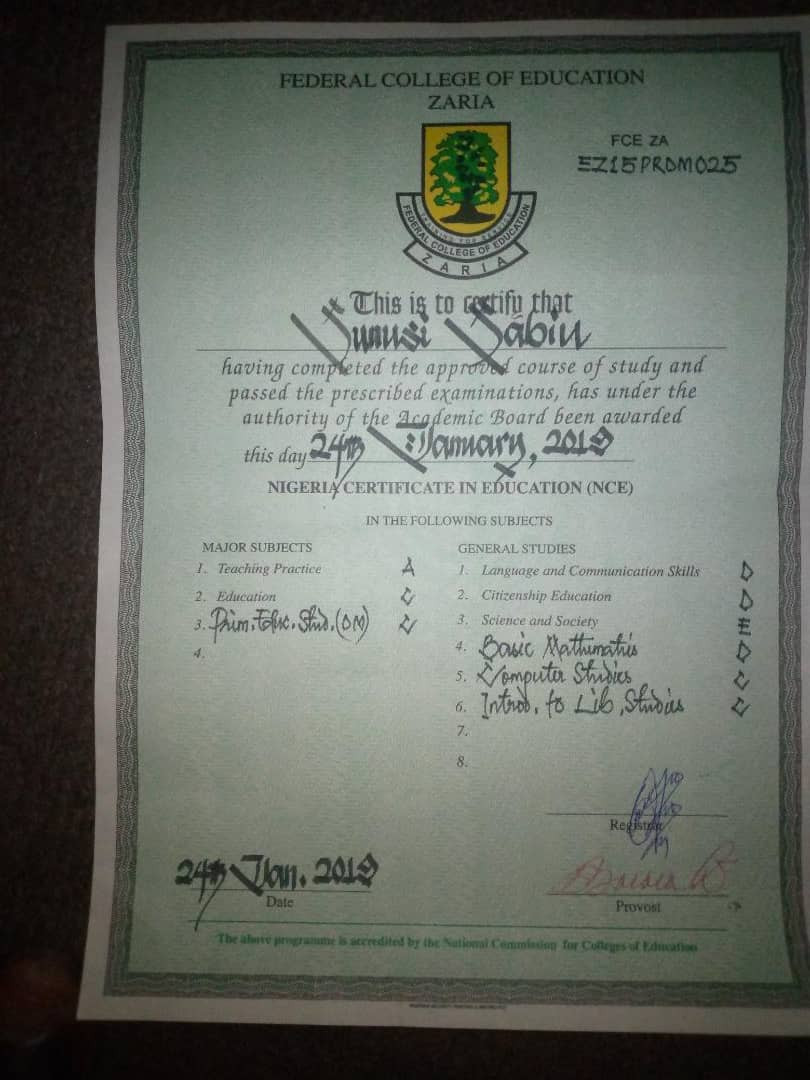 FEDERAL COLLEGE OF EDUCATION
ZARIA
FCE ZA
EZ15PRDM025
TRAINING FOR SERVICE
FEDERAL COLLEGE OF EDUCATION
ZARIA
This is to certify that
Sunusi Sabiu
having completed the approved course of study and
passed the prescribed examinations, has under the
authority of the Academic Board been awarded
this day 24th January, 2019
NIGERIA CERTIFICATE IN EDUCATION (NCE)
IN THE FOLLOWING SUBJECTS
MAJOR SUBJECTS
1. Teaching Practice A
2. Education C
3. Prim. Educ. Stud. (DM) C
4.
GENERAL STUDIES
1. Language and Communication Skills D
2. Citizenship Education D
3. Science and Society E
4. Basic Mathematics D
5. Computer Studies C
6. Introd. to Lib. Studies C
7.
8.
Registrar
24th Jan. 2019
Date
Provost
The above programme is accredited by the National Commission for Colleges of Education